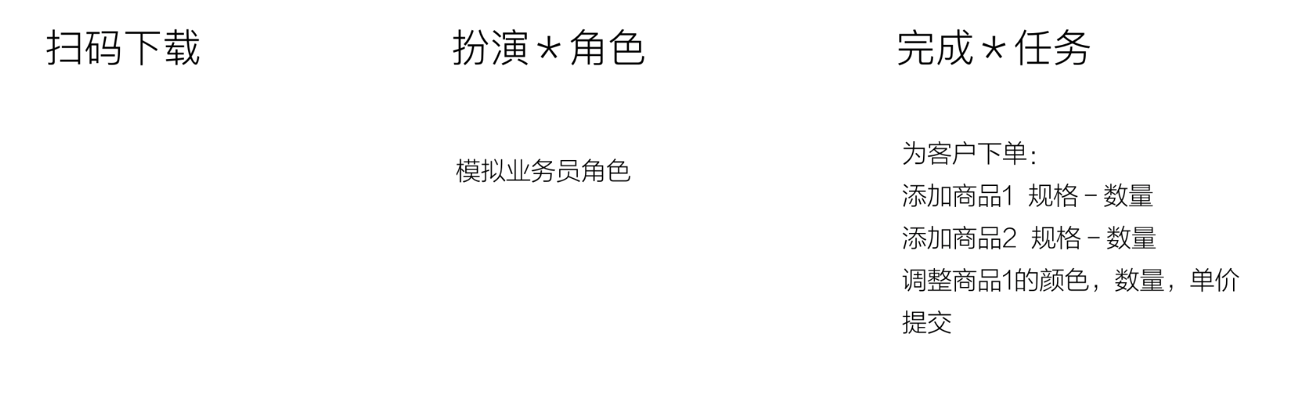 扫码下载
扮演＊角色
模拟业务员角色
完成＊任务
为客户下单：
添加商品1 规格－数量
添加商品2 规格－数量
调整商品1的颜色，数量，单价
提交